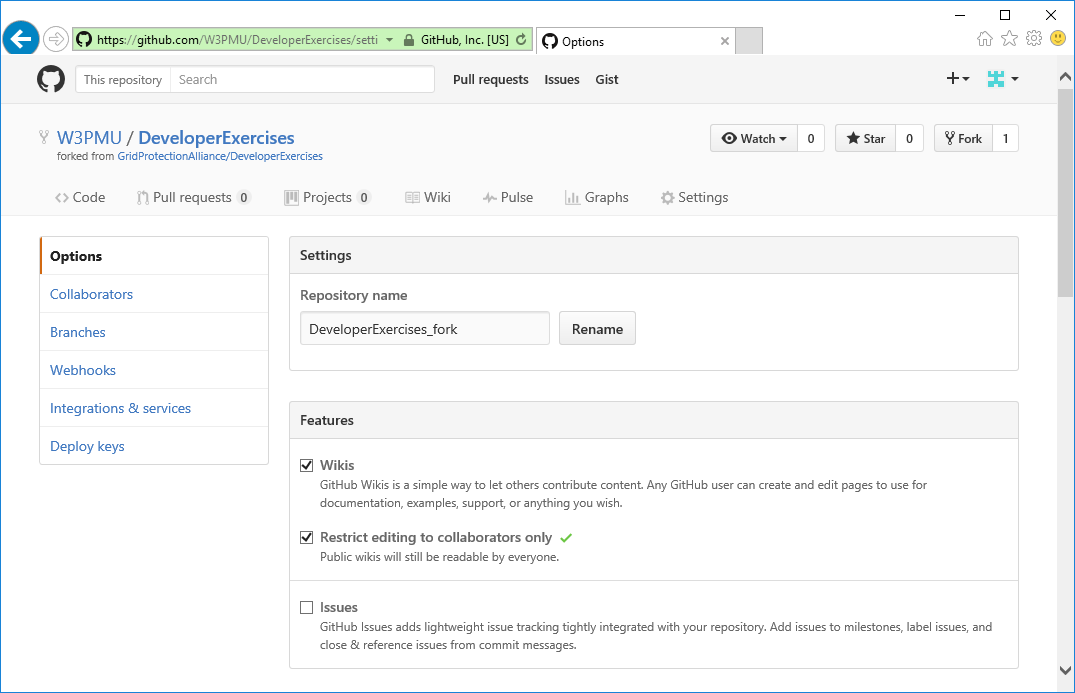 https://github.com/W3PMU/DeveloperExercises/setti
GitHub, Inc. [US]
Options
This repository
Search
Pull requests
Issues
Gist
W3PMU / DeveloperExercises
forked from GridProtectionAlliance/DeveloperExercises
Watch
0
Star
0
Fork
1
Code
Pull requests 0
Projects 0
Wiki
Pulse
Graphs
Settings
Options
Collaborators
Branches
Webhooks
Integrations & services
Deploy keys
Settings
Repository name
DeveloperExercises_fork
Rename
Features
Wikis
GitHub Wikis is a simple way to let others contribute content. Any GitHub user can create and edit pages to use for
documentation, examples, support, or anything you wish.
Restrict editing to collaborators only
Public wikis will still be readable by everyone.
Issues
GitHub Issues adds lightweight issue tracking tightly integrated with your repository. Add issues to milestones, label issues, and
close & reference issues from commit messages.